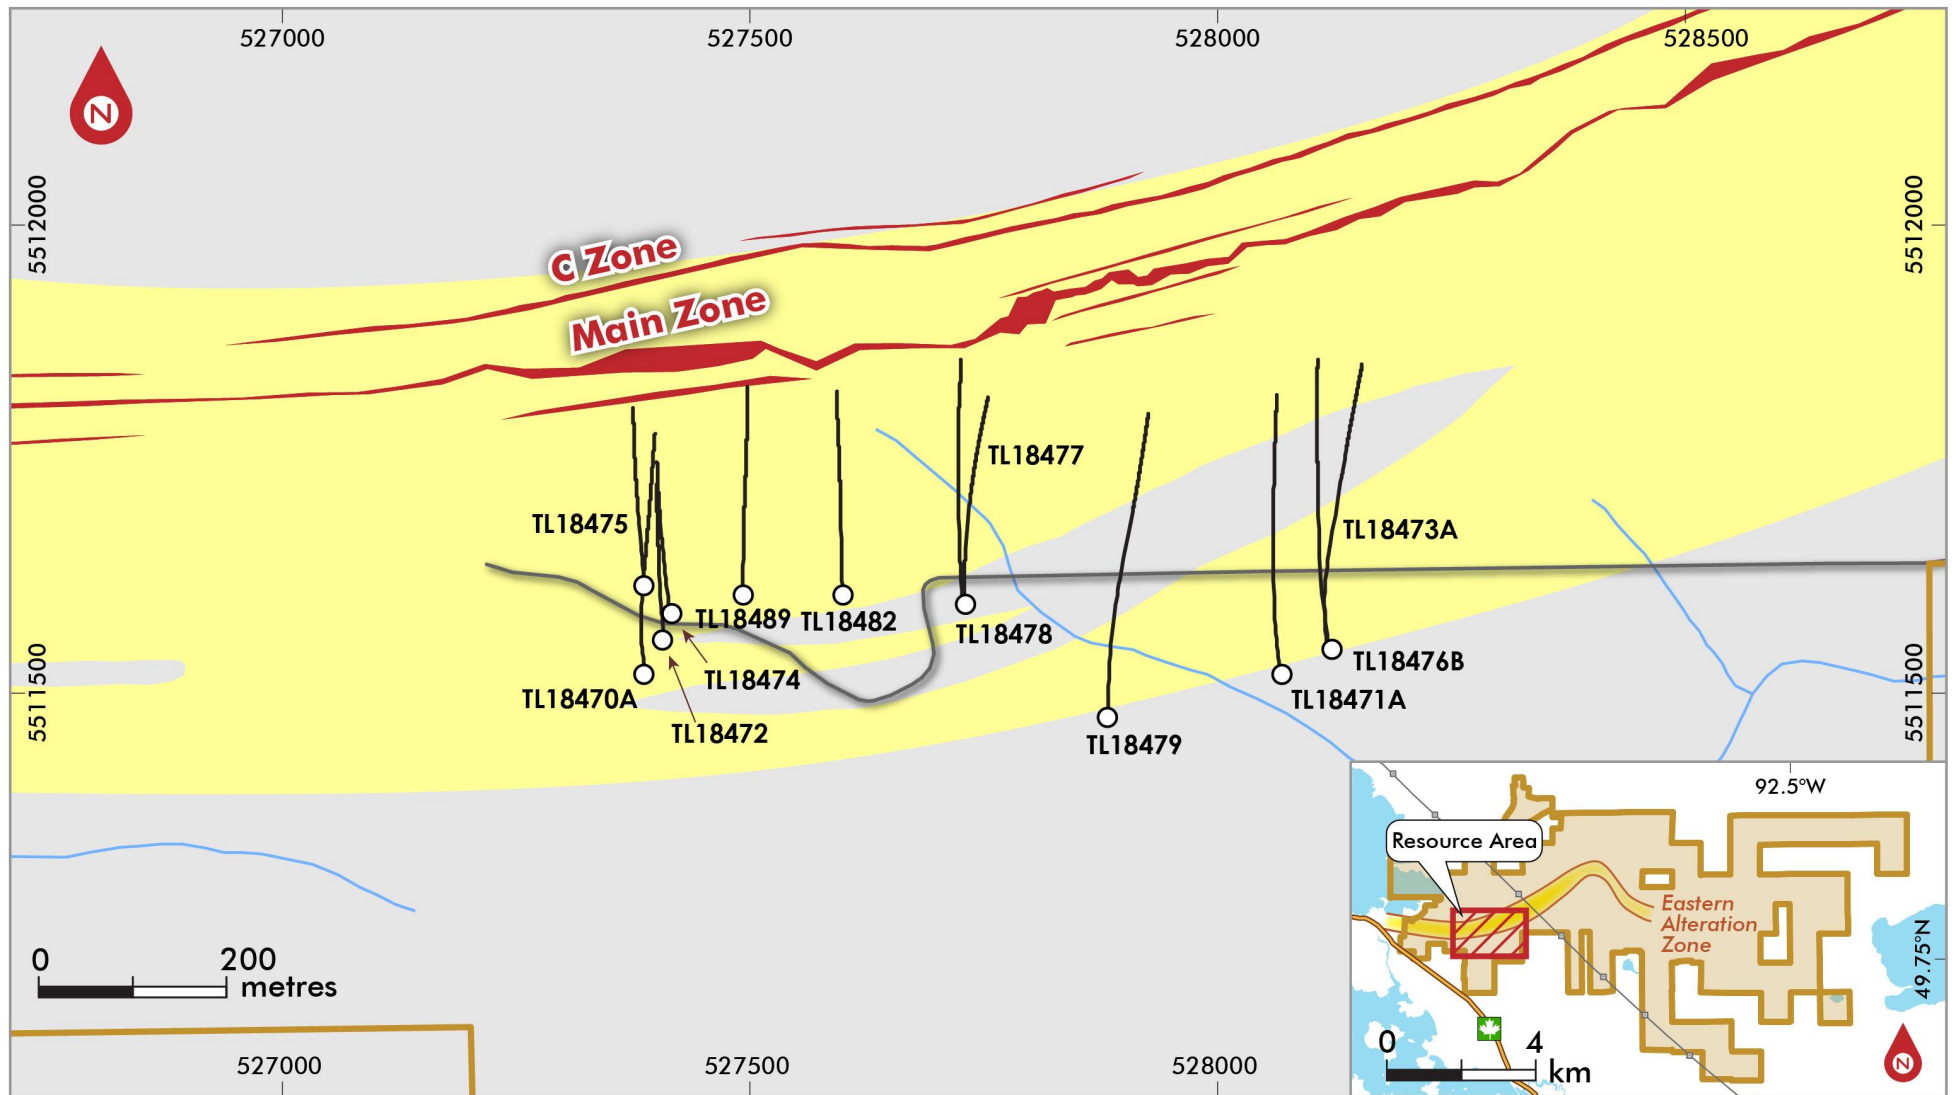 527000
527500
528000
528500
N
5512000
5512000
C Zone
Main Zone
TL18477
TL18475
TL18473A
TL18489
TL18482
TL18478
TL18476B
TL18474
TL18470A
TL18471A
TL18472
TL18479
5511500
5511500
0
200
metres
527000
527500
528000
92.5°W
Resource Area
Eastern
Alteration
Zone
49.75°N
0
4
km
N